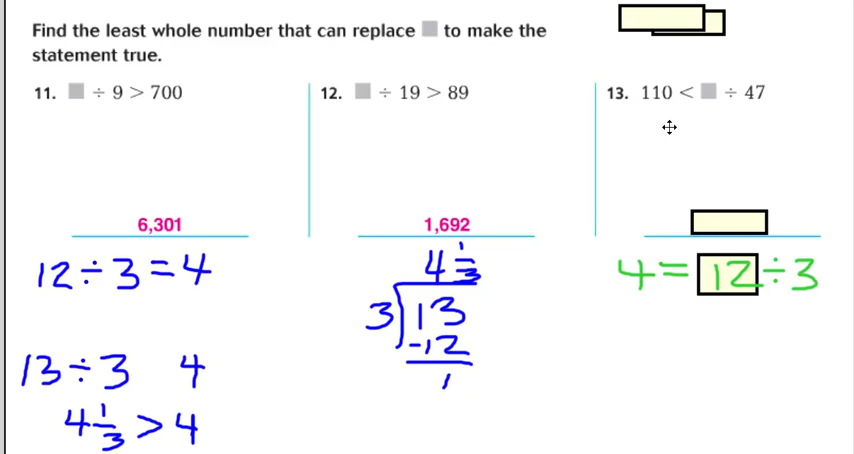 Find the least whole number that can replace ■ to make the
statement true.
11. ■ ÷ 9 > 700
12. ■ ÷ 19 > 89
13. 110 < ■ ÷ 47
6,301
1,692
12 ÷ 3 = 4
4 1/3
3)13
-12
1
4 = 12 ÷ 3
13 ÷ 3 4
4 1/3 > 4